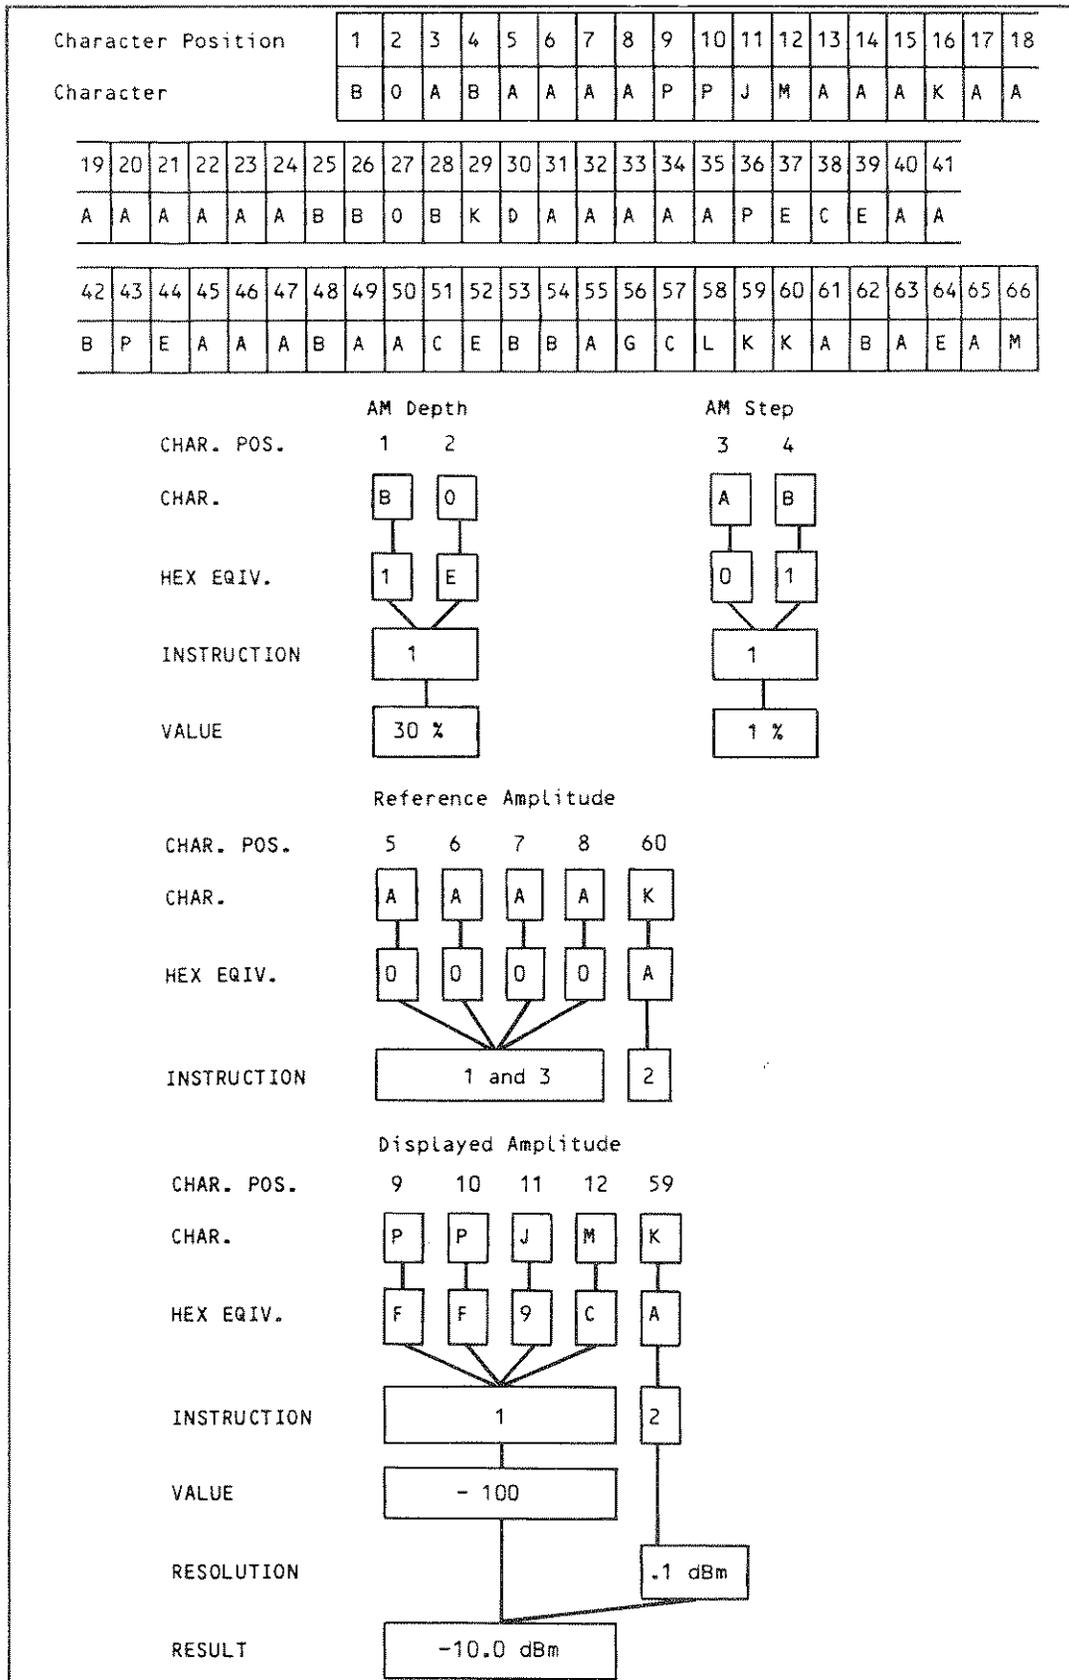 Character Position 1 2 3 4 5 6 7 8 9 10 11 12 13 14 15 16 17 18
Character B O A B A A A A P P J M A A A K A A
19 20 21 22 23 24 25 26 27 28 29 30 31 32 33 34 35 36 37 38 39 40 41
A A A A A A B B O B K D A A A A A P E C E A A
42 43 44 45 46 47 48 49 50 51 52 53 54 55 56 57 58 59 60 61 62 63 64 65 66
B P E A A A B A A C E B B A G C L K K A B A E A M
AM Depth AM Step
CHAR. POS. 1 2 3 4
CHAR. B O A B
HEX EQIV. 1 E 0 1
INSTRUCTION 1 1
VALUE 30 % 1 %
Reference Amplitude
CHAR. POS. 5 6 7 8 60
CHAR. A A A A K
HEX EQIV. 0 0 0 0 A
INSTRUCTION 1 and 3 2
Displayed Amplitude
CHAR. POS. 9 10 11 12 59
CHAR. P P J M K
HEX EQIV. F F 9 C A
INSTRUCTION 1 2
VALUE - 100
RESOLUTION .1 dBm
RESULT -10.0 dBm